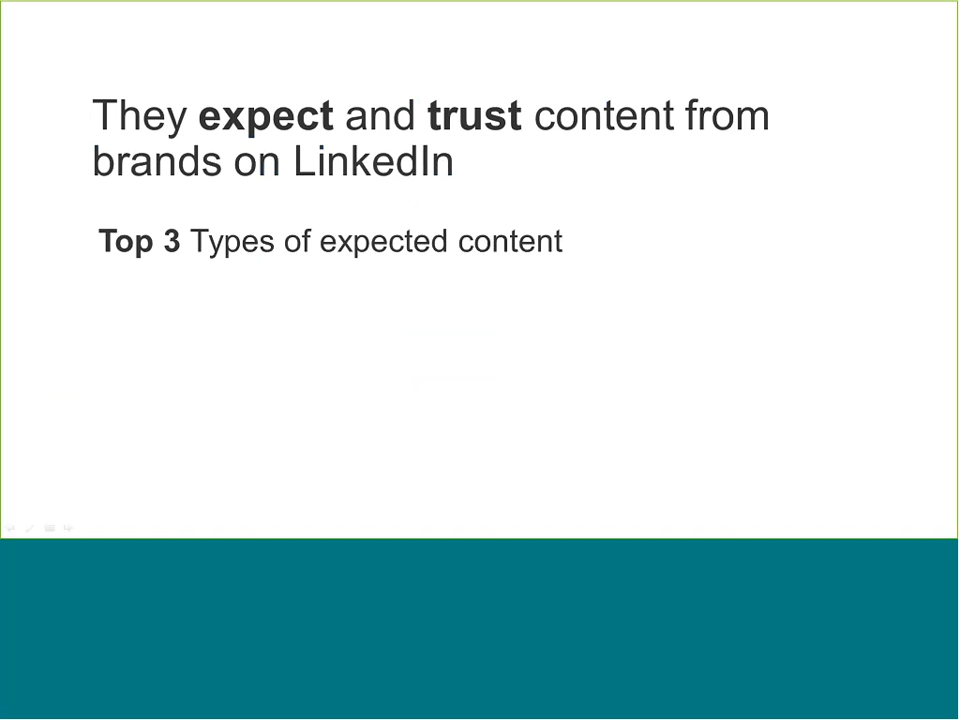 They expect and trust content from
brands on LinkedIn
Top 3 Types of expected content